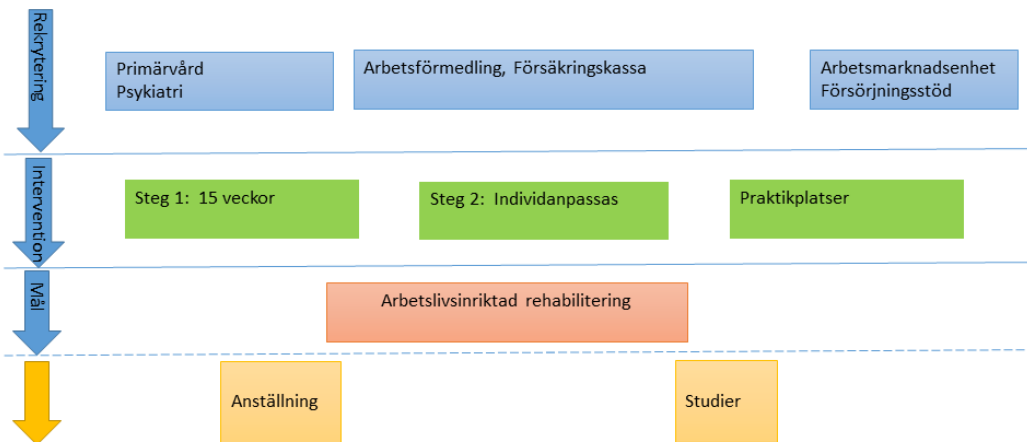 Rekrytering
Primärvård
Psykiatri
Arbetsförmedling, Försäkringskassa
Arbetsmarknadsenhet
Försörjningsstöd
Intervention
Steg 1: 15 veckor
Steg 2: Individanpassas
Praktikplatser
Mål
Arbetslivsinriktad rehabilitering
Anställning
Studier